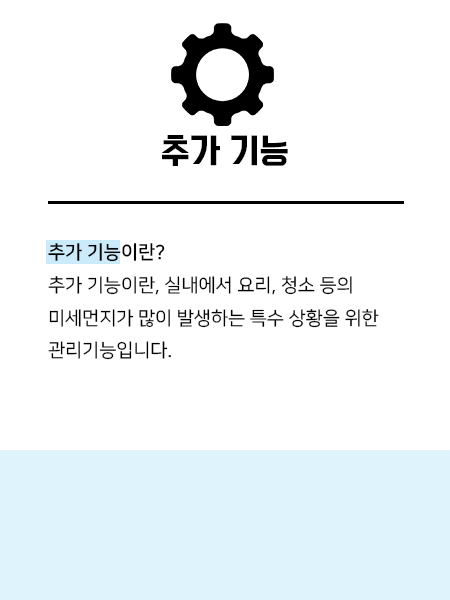 추가 기능
추가 기능이란?
추가 기능이란, 실내에서 요리, 청소 등의
미세먼지가 많이 발생하는 특수 상황을 위한
관리기능입니다.